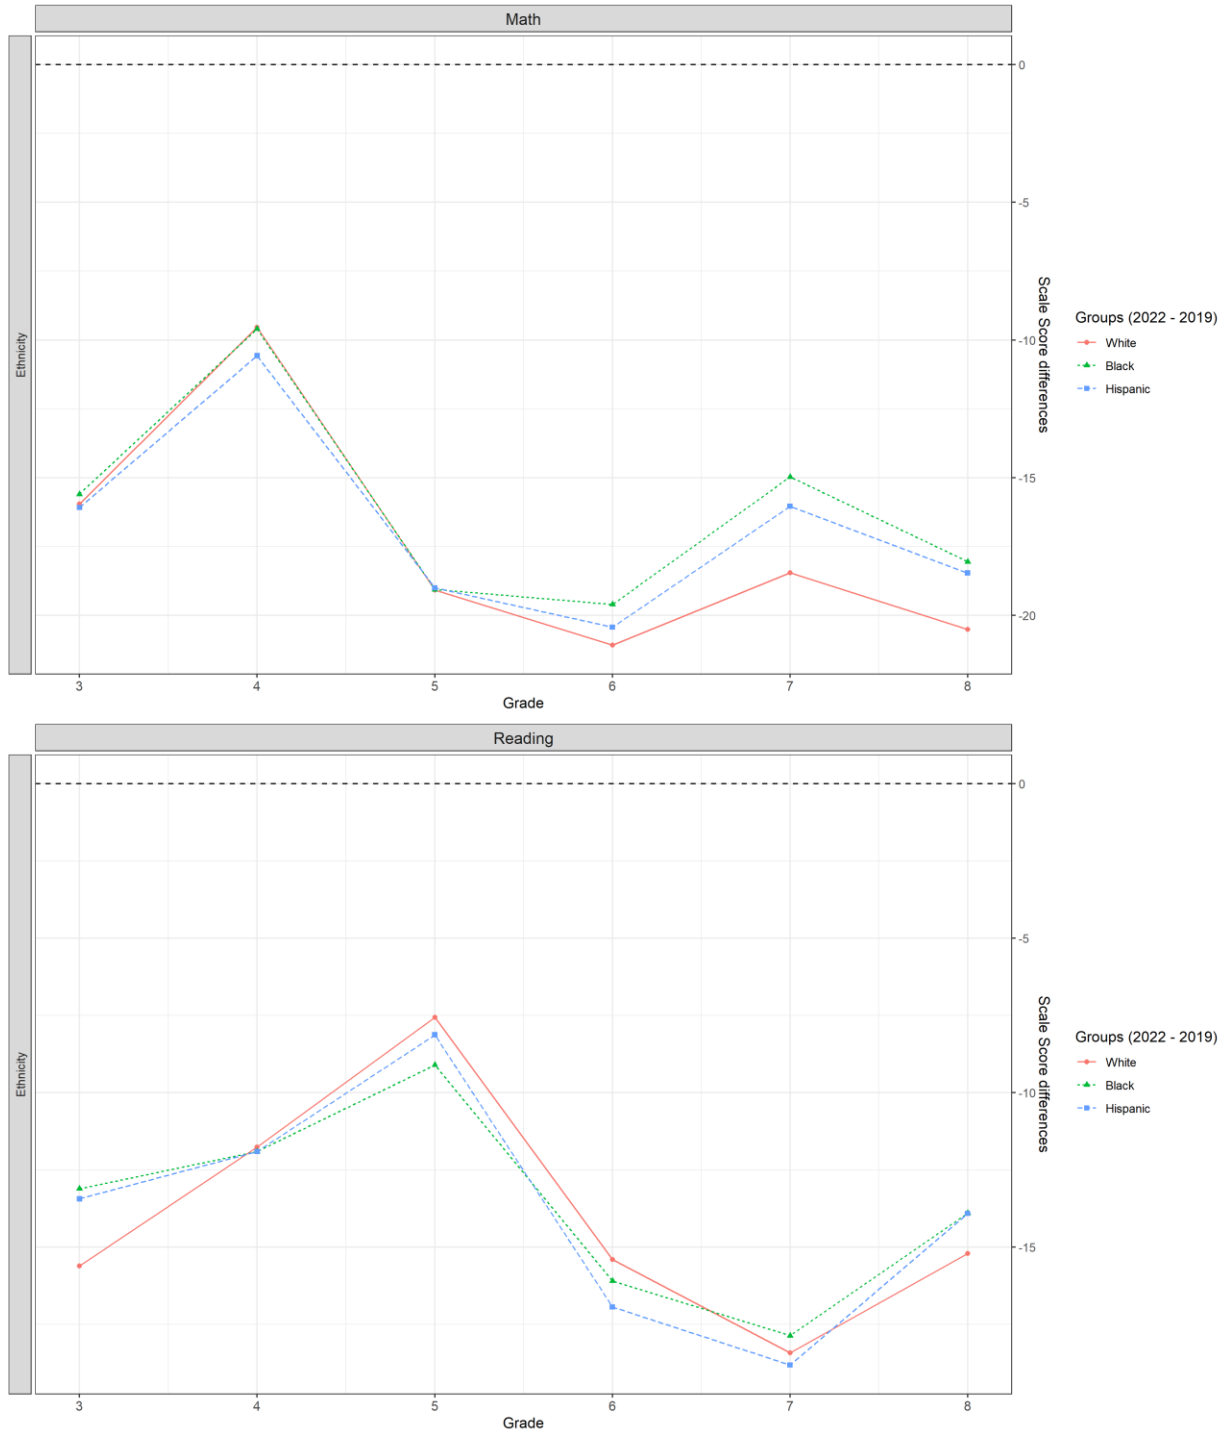 Math
Ethnicity
0
-5
-10
-15
-20
Scale Score differences
3 4 5 6 7 8
Grade
Groups (2022 - 2019)
White
Black
Hispanic
Reading
Ethnicity
0
-5
-10
-15
Scale Score differences
3 4 5 6 7 8
Grade
Groups (2022 - 2019)
White
Black
Hispanic